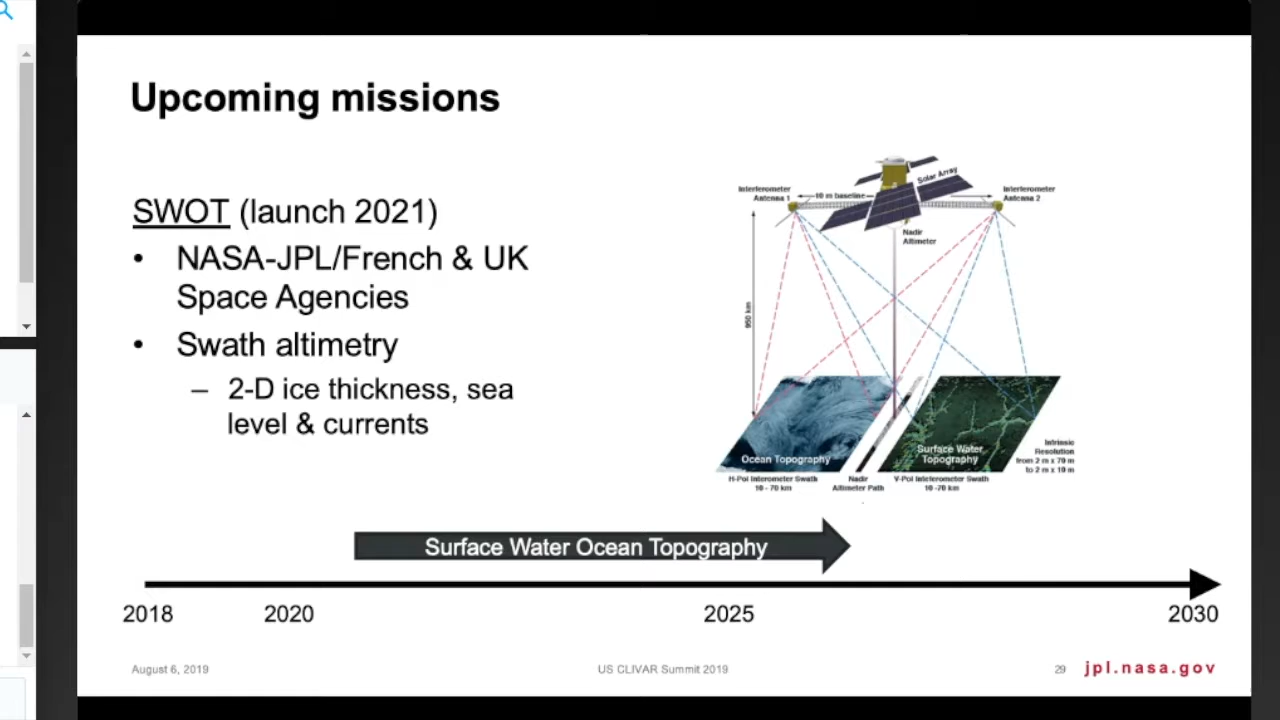 Upcoming missions
SWOT (launch 2021)
• NASA-JPL/French & UK
Space Agencies
• Swath altimetry
– 2-D ice thickness, sea
level & currents
Solar Array
Interferometer
Antenna 1
10 m baseline
Interferometer
Antenna 2
Nadir
Altimeter
950 km
Ocean Topography
Surface Water
Topography
Intrinsic
Resolution
from 2 m x 70 m
to 2 m x 10 m
H-Pol Interometer Swath
10 - 70 km
Nadir
Altimeter Path
V-Pol Inteferometer Swath
10 -70 km
Surface Water Ocean Topography
2018
2020
2025
2030
August 6, 2019
US CLIVAR Summit 2019
29
jpl.nasa.gov